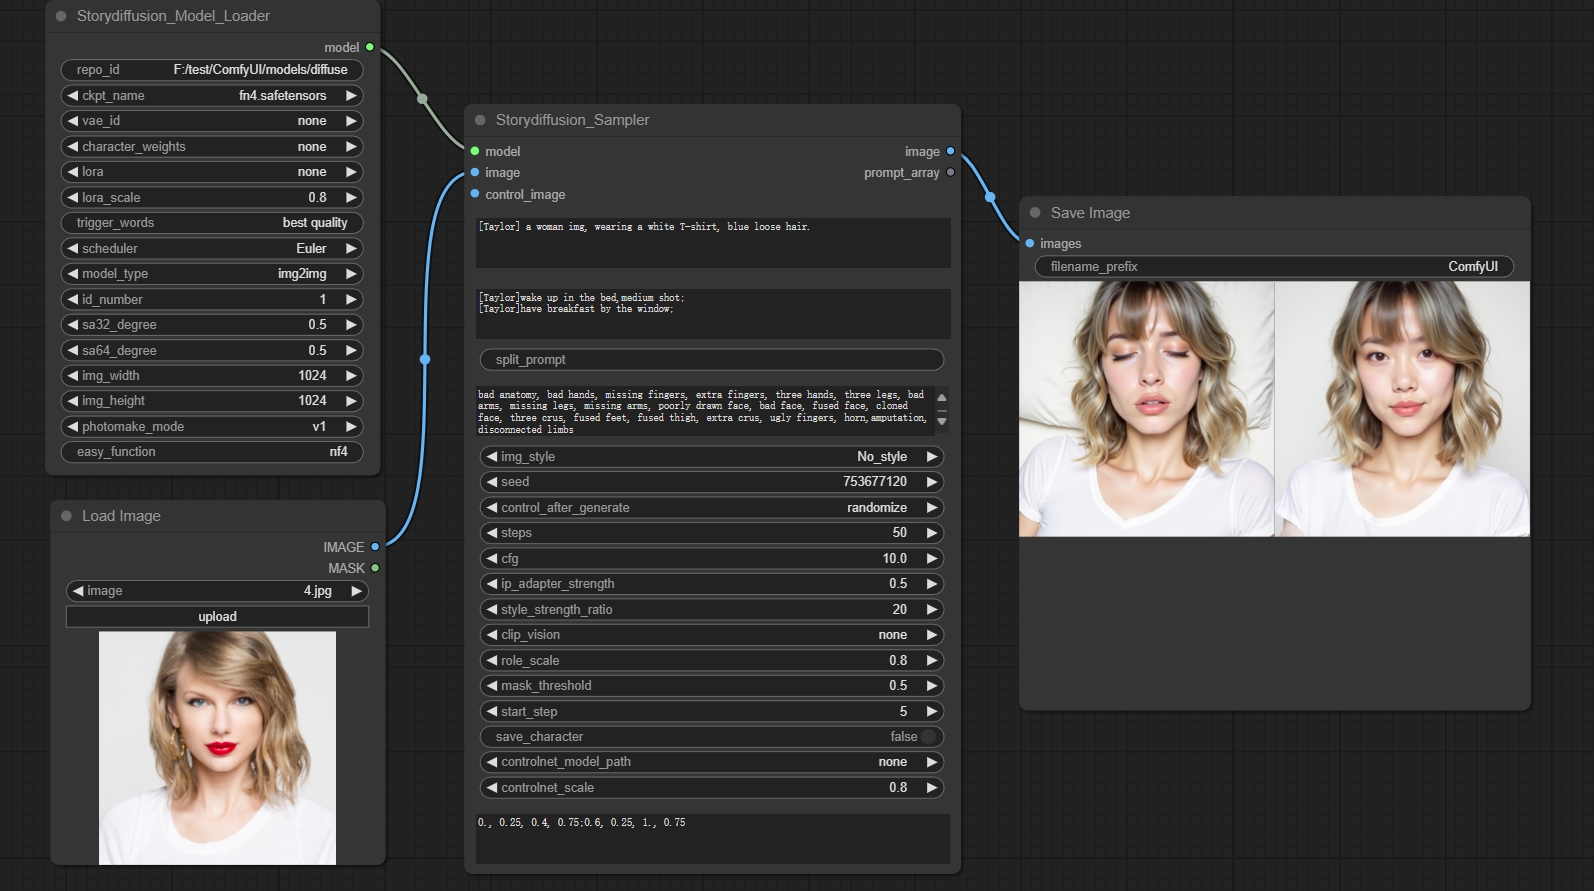 Storydiffusion_Model_Loader
model
repo_id F:/test/ComfyUI/models/diffuse
ckpt_name fn4.safetensors
vae_id none
character_weights none
lora none
lora_scale 0.8
trigger_words best quality
scheduler Euler
model_type img2img
id_number 1
sa32_degree 0.5
sa64_degree 0.5
img_width 1024
img_height 1024
photomake_mode v1
easy_function nf4
Load Image
IMAGE
MASK
image 4.jpg
upload
Storydiffusion_Sampler
model image
image prompt_array
control_image
[Taylor] a woman img, wearing a white T-shirt, blue loose hair.
[Taylor]wake up in the bed,medium shot;
[Taylor]have breakfast by the window;
split_prompt
bad anatomy, bad hands, missing fingers, extra fingers, three hands, three legs, bad
arms, missing legs, missing arms, poorly drawn face, bad face, fused face, cloned
face, three crus, fused feet, fused thigh, extra crus, ugly fingers, horn,amputation,
disconnected limbs
img_style No_style
seed 753677120
control_after_generate randomize
steps 50
cfg 10.0
ip_adapter_strength 0.5
style_strength_ratio 20
clip_vision none
role_scale 0.8
mask_threshold 0.5
start_step 5
save_character false
controlnet_model_path none
controlnet_scale 0.8
0., 0.25, 0.4, 0.75;0.6, 0.25, 1., 0.75
Save Image
images
filename_prefix ComfyUI